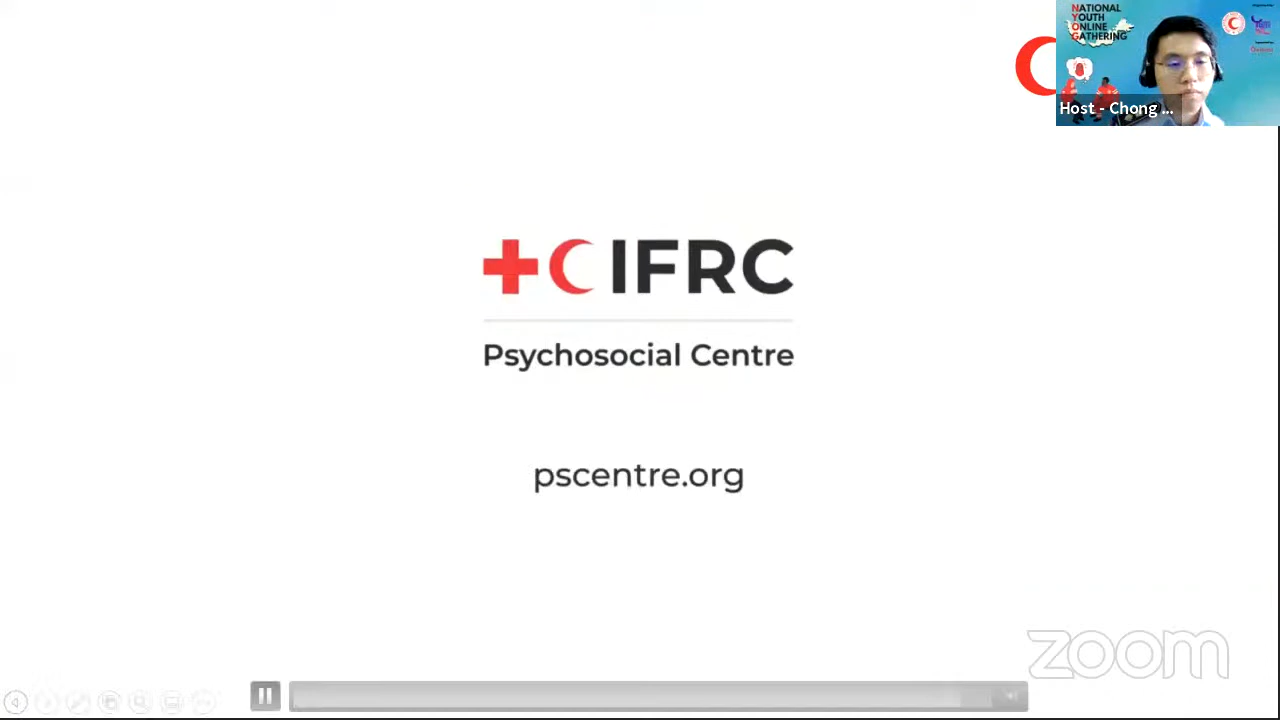 NATIONAL
YOUTH
ONLINE
GATHERING
Host - Chong ...
IFRC
Psychosocial Centre
pscentre.org
zoom